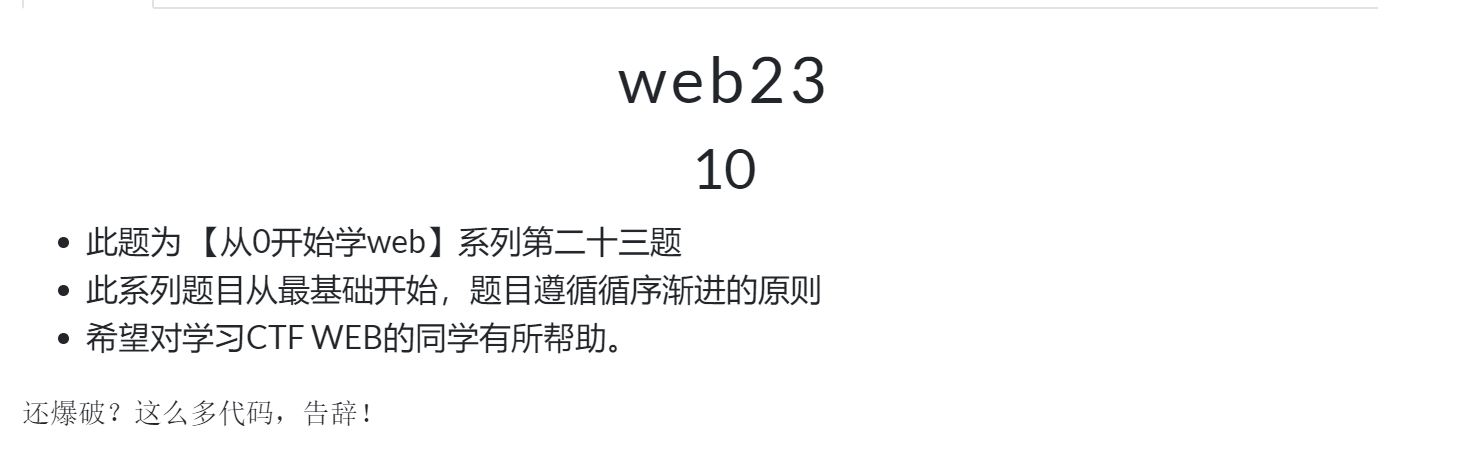 web23
10
此题为 【从0开始学web】系列第二十三题
此系列题目从最基础开始，题目遵循循序渐进的原则
希望对学习CTF WEB的同学有所帮助。
还爆破？这么多代码，告辞！